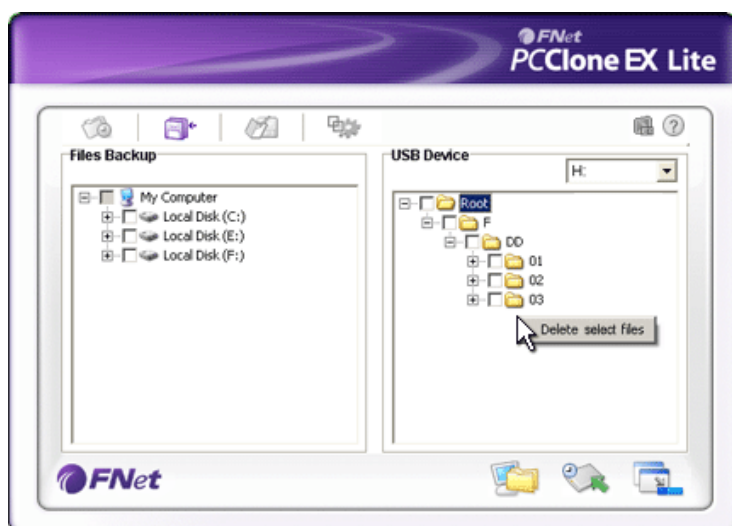 FNet
PCClone EX Lite
Files Backup
My Computer
Local Disk (C:)
Local Disk (E:)
Local Disk (F:)
USB Device
H:
Root
F
DD
01
02
03
Delete select files
FNet